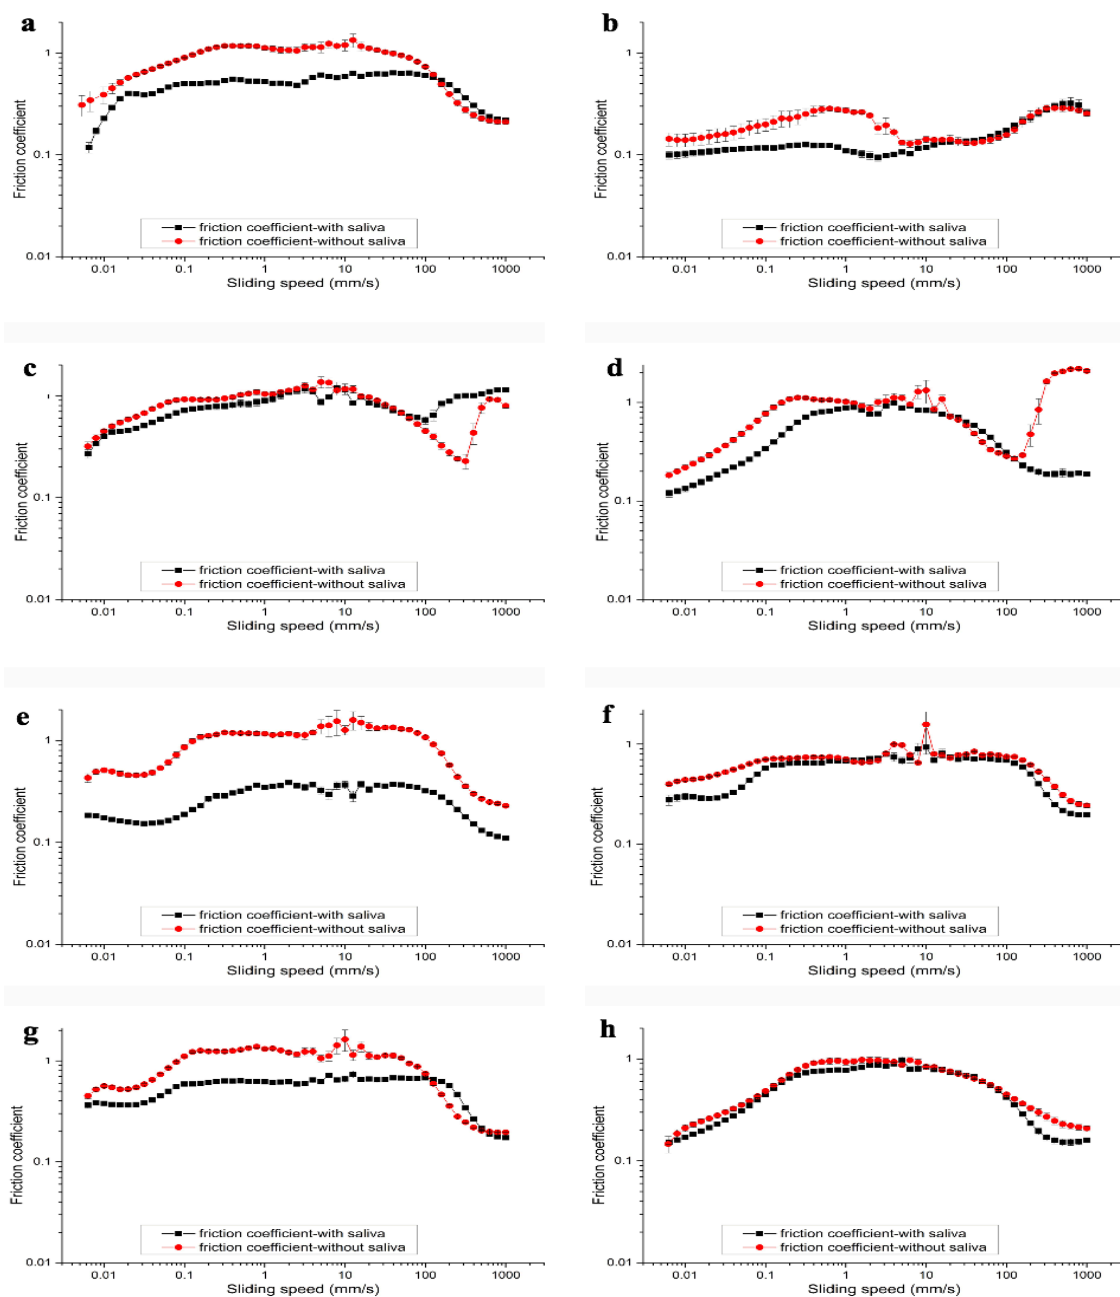 a
1
0.1
0.01
Friction coefficient
friction coefficient-with saliva
friction coefficient-without saliva
0.01 0.1 1 10 100 1000
Sliding speed (mm/s)
b
1
0.1
0.01
Friction coefficient
friction coefficient-with saliva
friction coefficient-without saliva
0.01 0.1 1 10 100 1000
Sliding speed (mm/s)
c
1
0.1
0.01
Friction coefficient
friction coefficient-with saliva
friction coefficient-without saliva
0.01 0.1 1 10 100 1000
Sliding speed (mm/s)
d
1
0.1
0.01
Friction coefficient
friction coefficient-with saliva
friction coefficient-without saliva
0.01 0.1 1 10 100 1000
Sliding speed (mm/s)
e
1
0.1
0.01
Friction coefficient
friction coefficient-with saliva
friction coefficient-without saliva
0.01 0.1 1 10 100 1000
Sliding speed (mm/s)
f
1
0.1
0.01
Friction coefficient
friction coefficient-with saliva
friction coefficient-without saliva
0.01 0.1 1 10 100 1000
Sliding speed (mm/s)
g
1
0.1
0.01
Friction coefficient
friction coefficient-with saliva
friction coefficient-without saliva
0.01 0.1 1 10 100 1000
Sliding speed (mm/s)
h
1
0.1
0.01
Friction coefficient
friction coefficient-with saliva
friction coefficient-without saliva
0.01 0.1 1 10 100 1000
Sliding speed (mm/s)